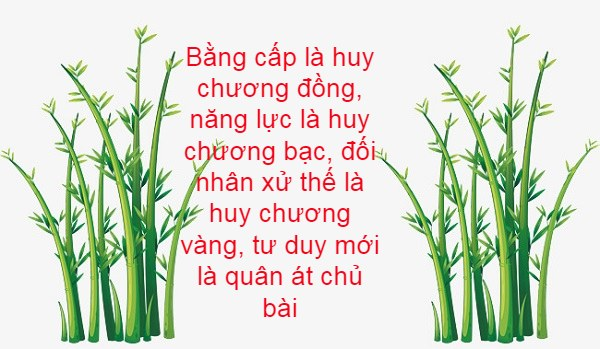 Bằng cấp là huy
chương đồng,
năng lực là huy
chương bạc, đối
nhân xử thế là
huy chương
vàng, tư duy mới
là quân át chủ
bài